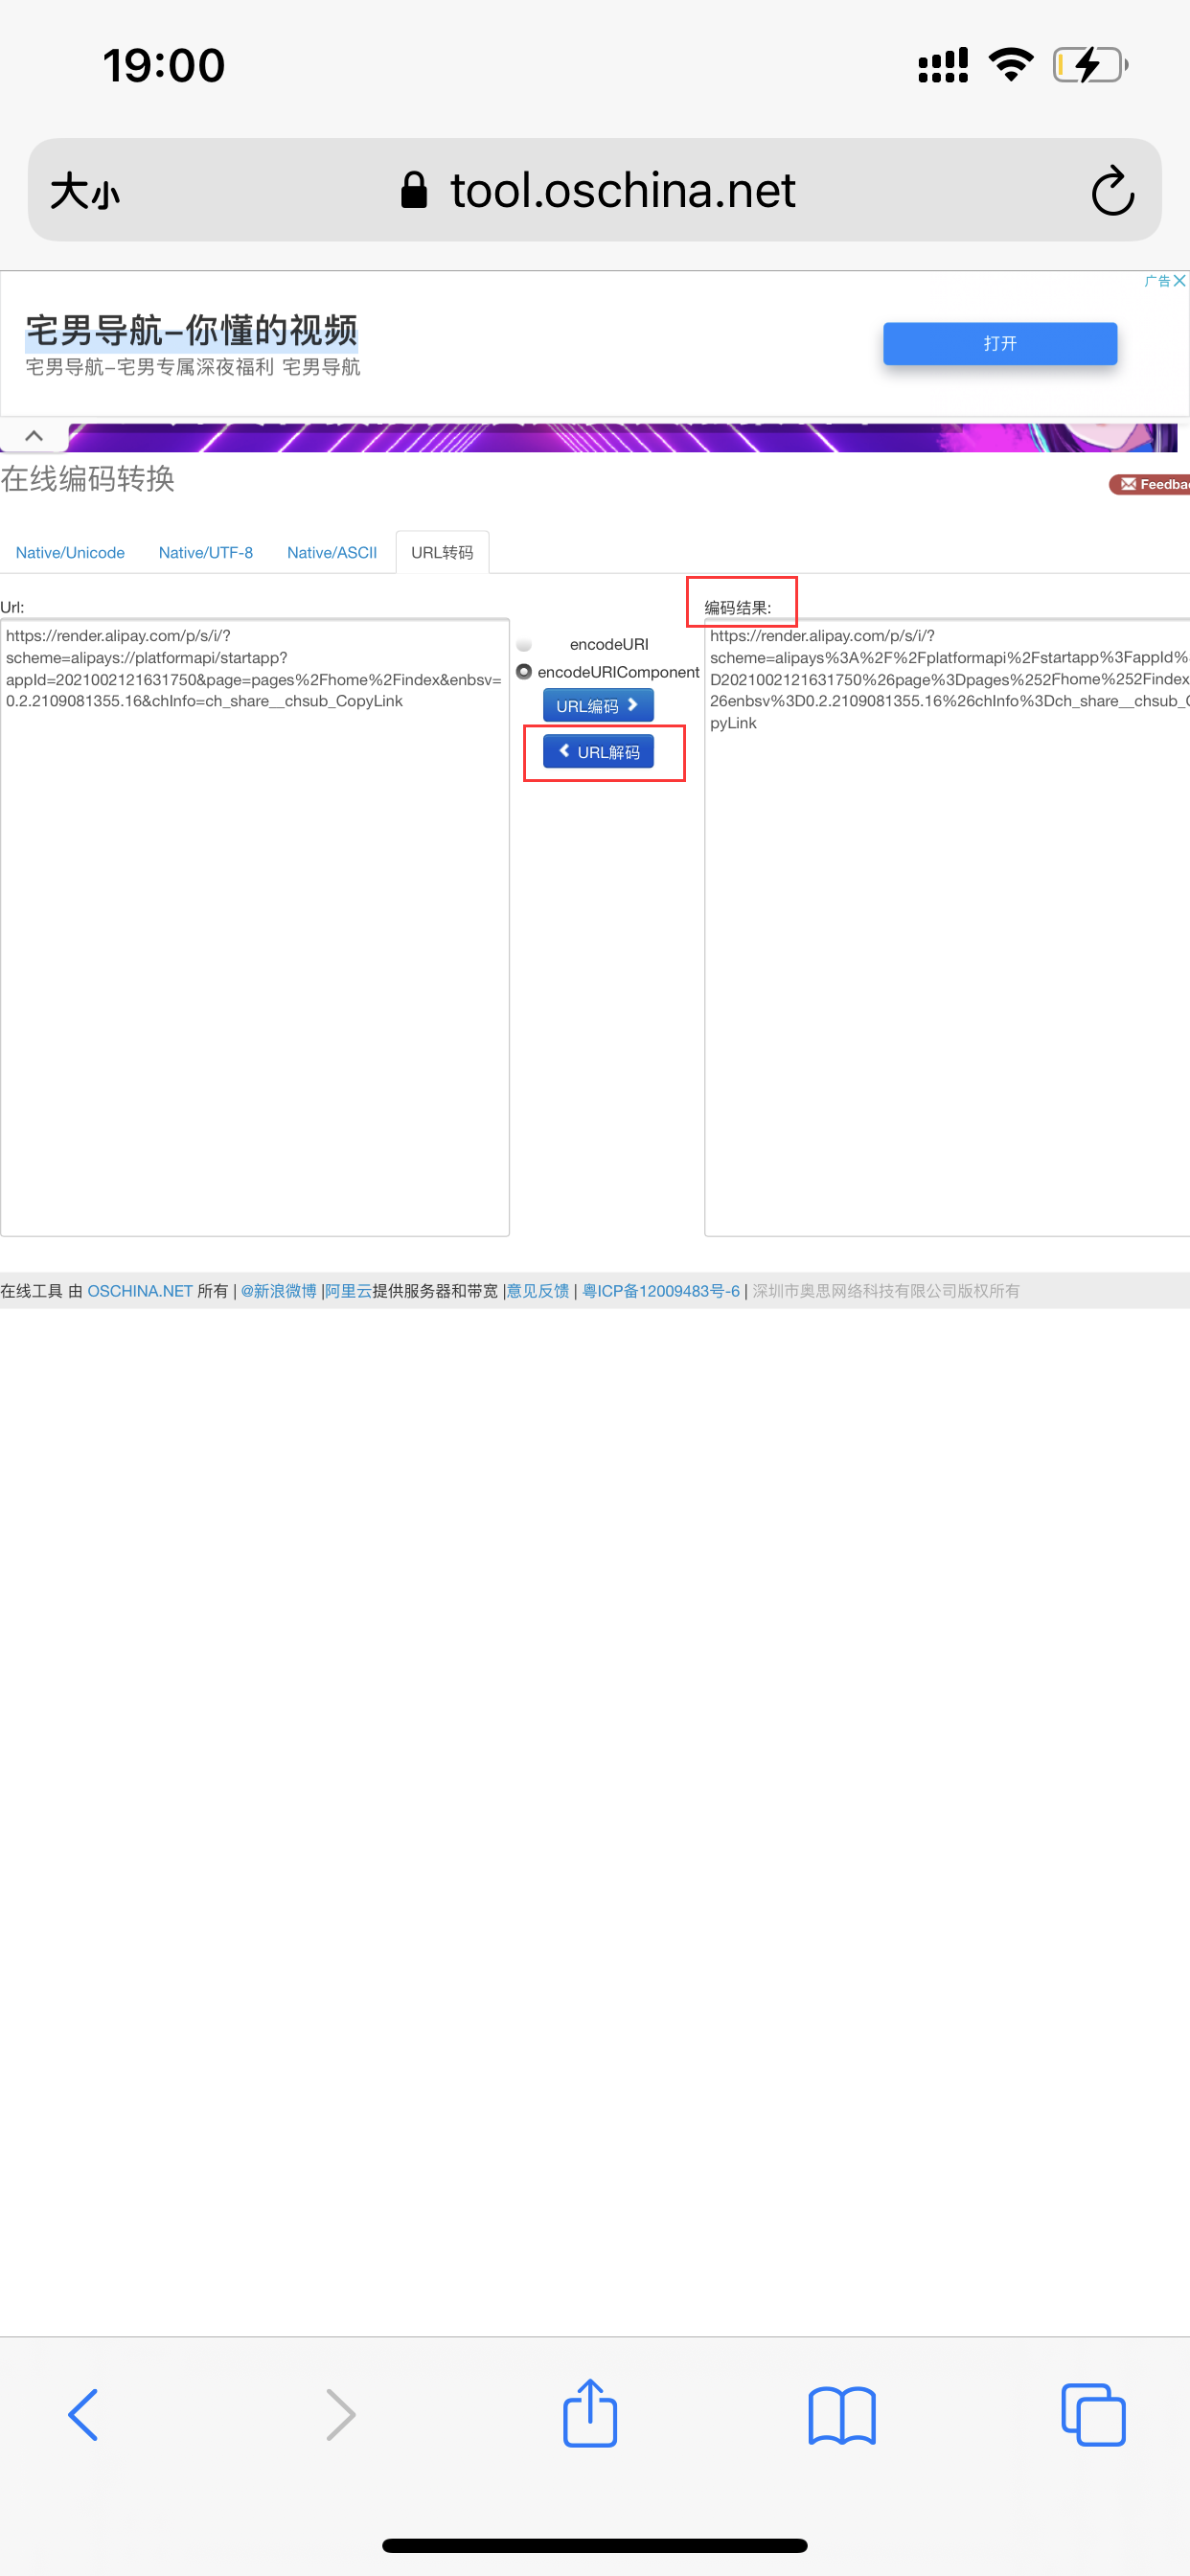 19:00
大小 tool.oschina.net
广告
宅男导航-你懂的视频
宅男导航-宅男专属深夜福利 宅男导航
打开
在线编码转换
Feedba
Native/Unicode Native/UTF-8 Native/ASCII URL转码
Url:
https://render.alipay.com/p/s/i/?
scheme=alipays://platformapi/startapp?
appId=2021002121631750&page=pages%2Fhome%2Findex&enbsv=
0.2.2109081355.16&chInfo=ch_share__chsub_CopyLink
encodeURI
encodeURIComponent
URL编码
URL解码
编码结果:
https://render.alipay.com/p/s/i/?
scheme=alipays%3A%2F%2Fplatformapi%2Fstartapp%3FappId%
D2021002121631750%26page%3Dpages%252Fhome%252Findex
26enbsv%3D0.2.2109081355.16%26chInfo%3Dch_share__chsub_C
pyLink
在线工具 由 OSCHINA.NET 所有 | @新浪微博 |阿里云提供服务器和带宽 |意见反馈 | 粤ICP备12009483号-6 | 深圳市奥思网络科技有限公司版权所有